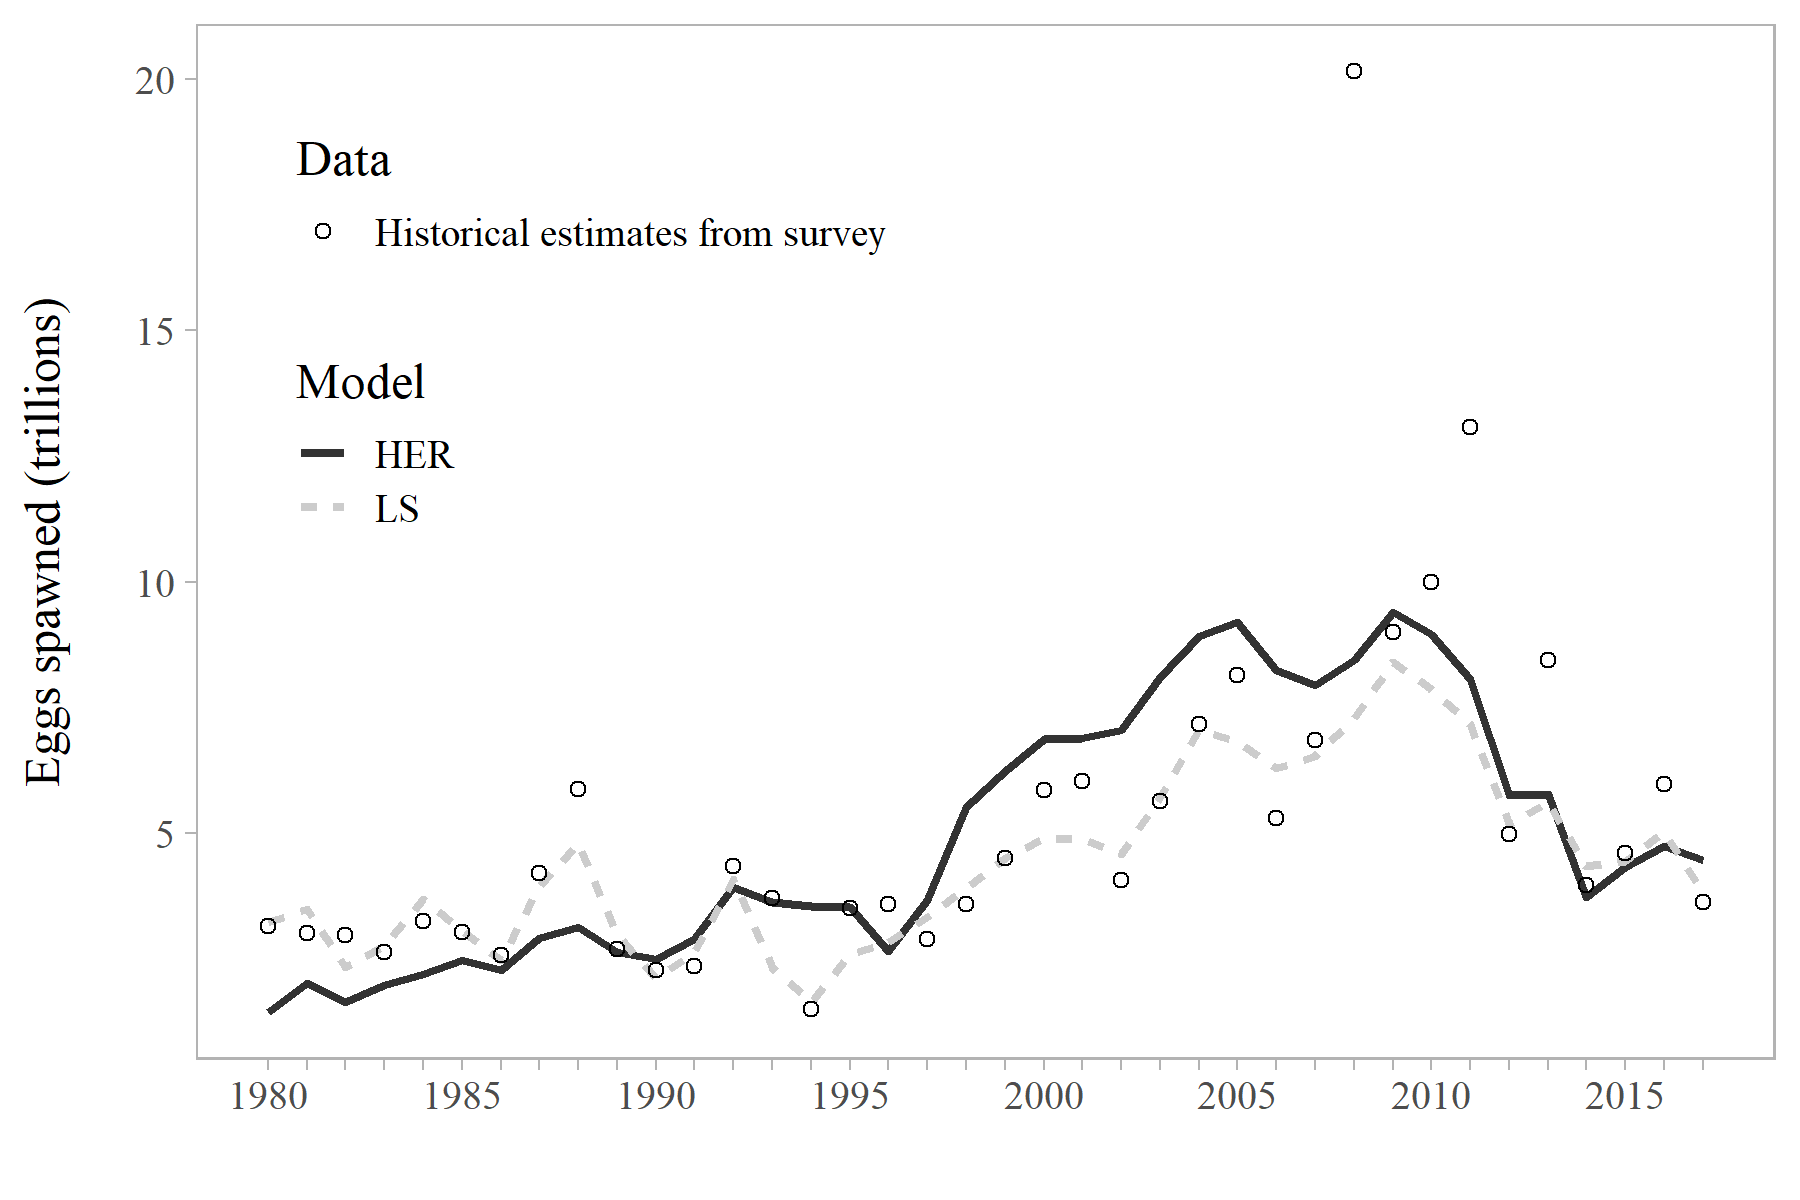 Eggs spawned (trillions)
20
15
10
5
Data
Historical estimates from survey
Model
HER
LS
1980 1985 1990 1995 2000 2005 2010 2015